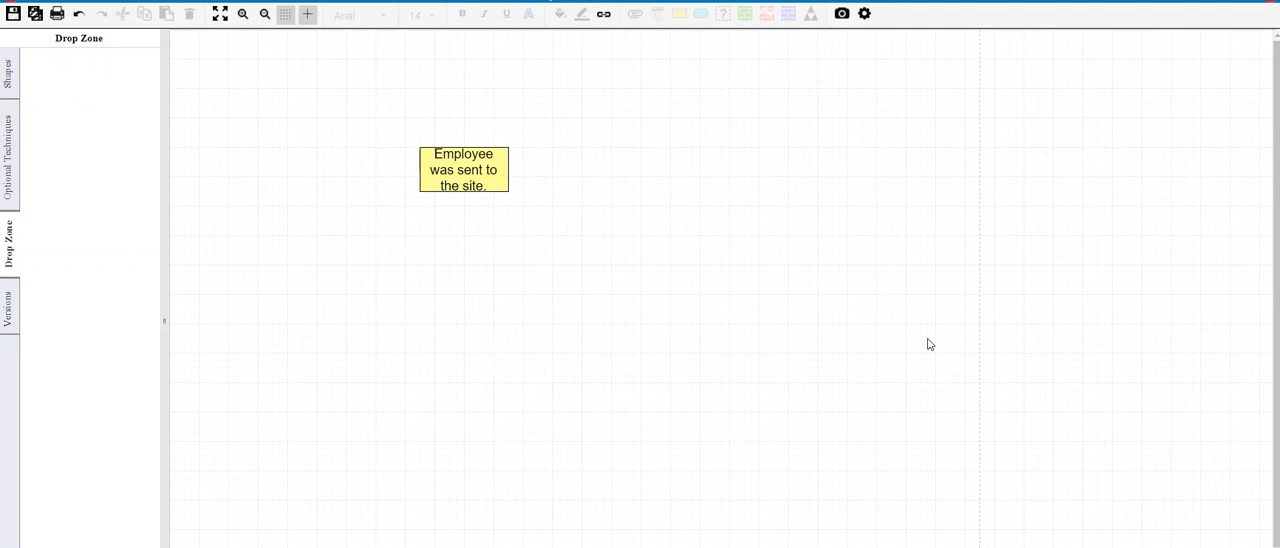 Arial 14 B I U A ?
Drop Zone
Shapes
Optional Techniques
Drop Zone
Versions
Employee
was sent to
the site.